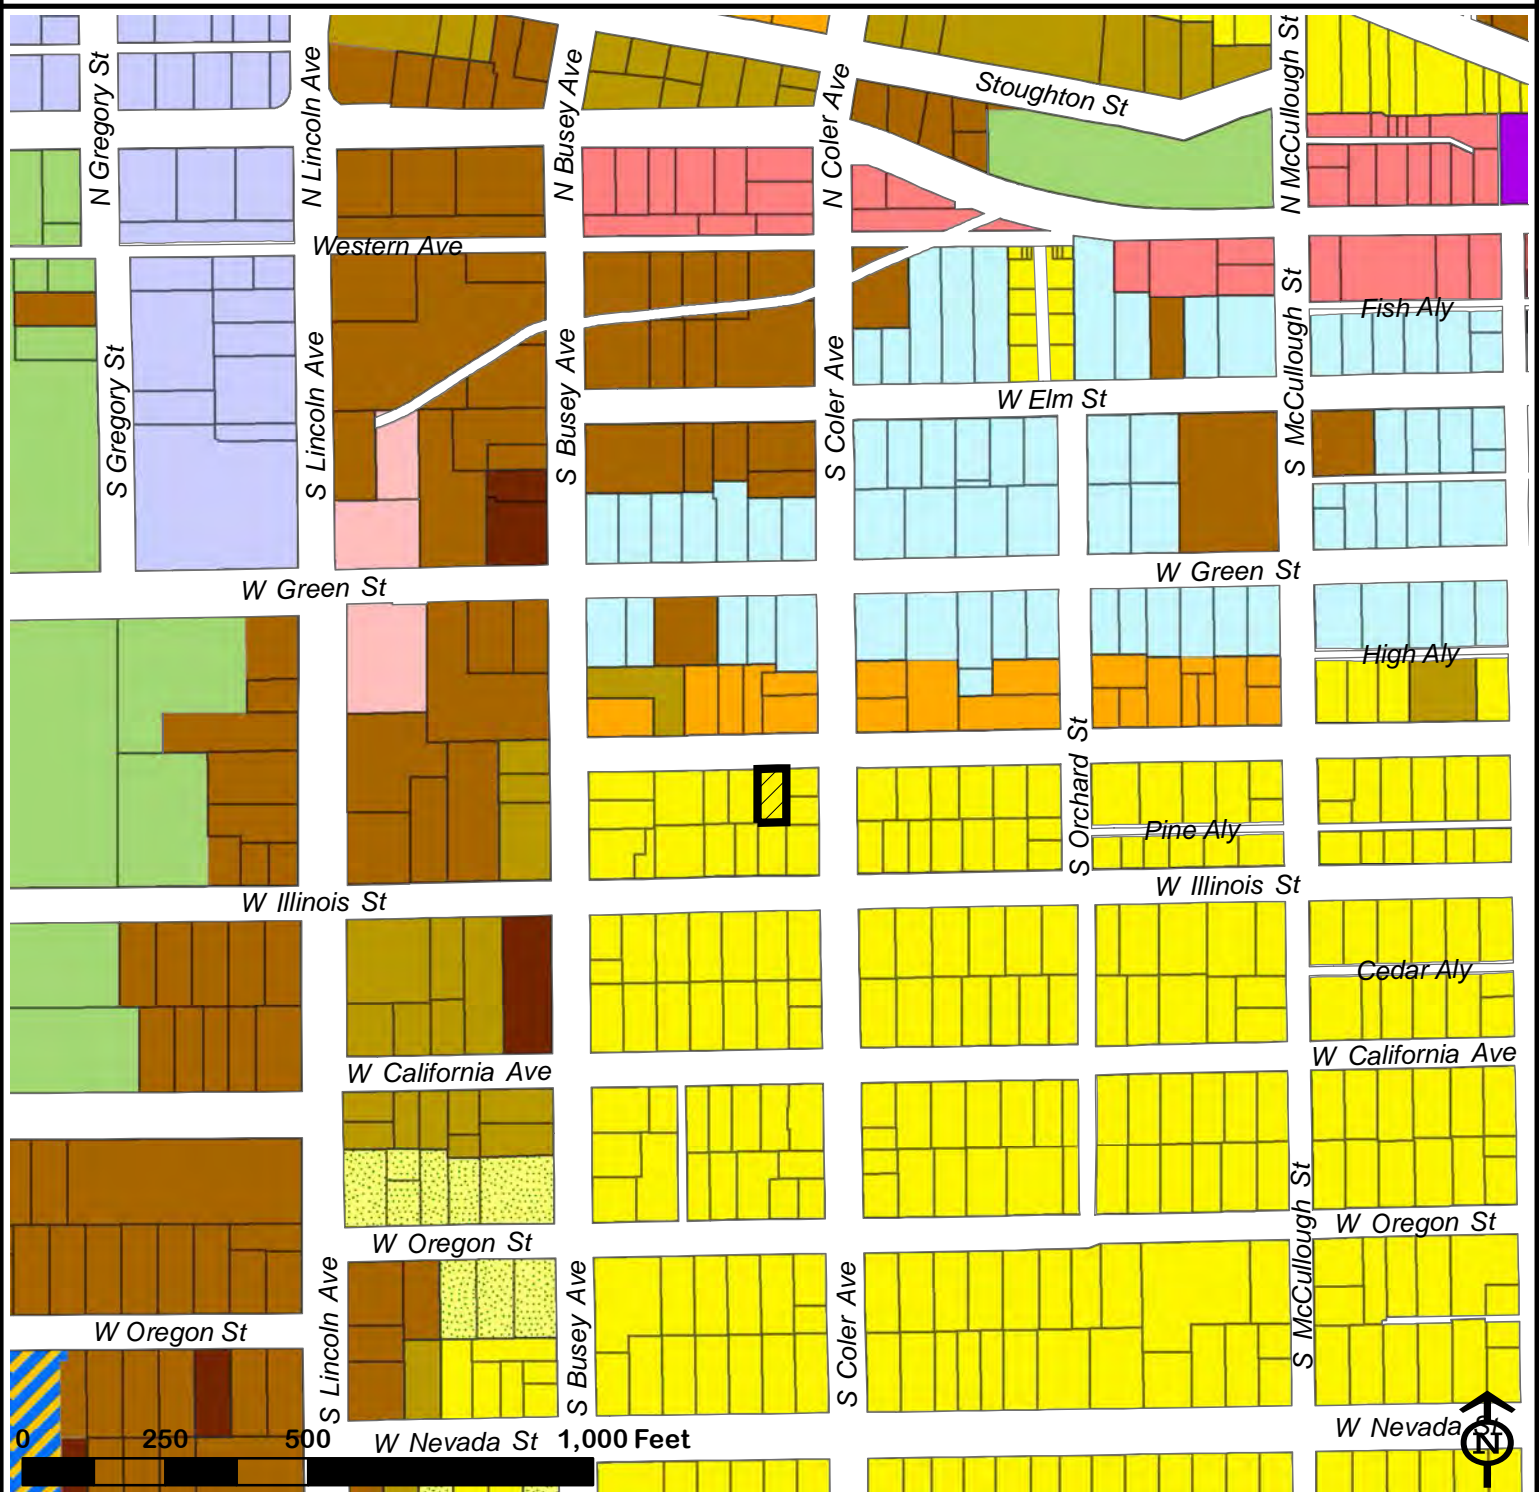 N Gregory St
N Lincoln Ave
N Busey Ave
N Coler Ave
Stoughton St
N McCullough St
Western Ave
S Gregory St
S Lincoln Ave
S Busey Ave
S Coler Ave
S McCullough St
Fish Aly
W Elm St
W Green St
W Green St
High Aly
S Orchard St
Pine Aly
W Illinois St
W Illinois St
Cedar Aly
W California Ave
W California Ave
S McCullough St
W Oregon St
W Oregon St
S Lincoln Ave
S Busey Ave
S Coler Ave
W Oregon St
W Nevada St
W Nevada St
0 250 500 1,000 Feet
N